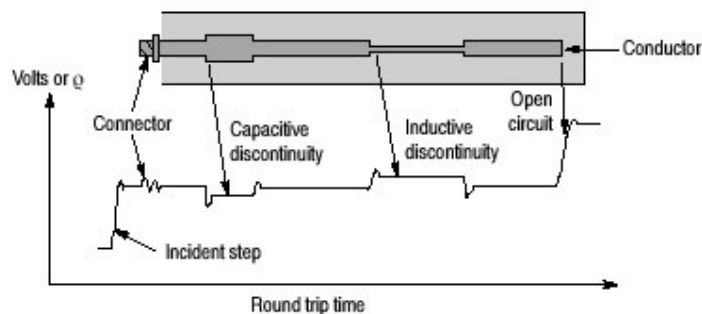 Conductor
Volts or ϱ
Connector
Capacitive
discontinuity
Inductive
discontinuity
Open
circuit
Incident step
Round trip time